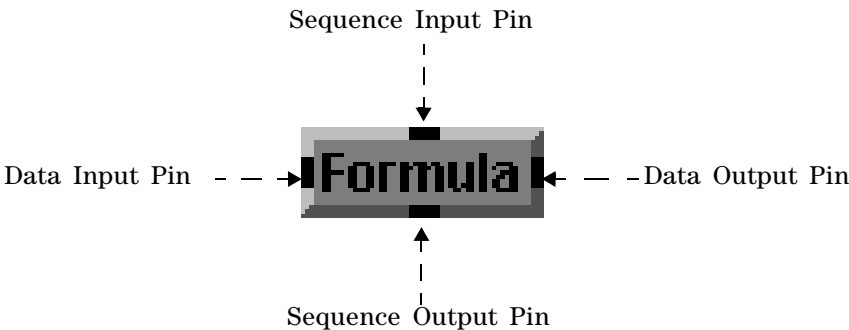 Sequence Input Pin
Data Input Pin
Formula
Data Output Pin
Sequence Output Pin